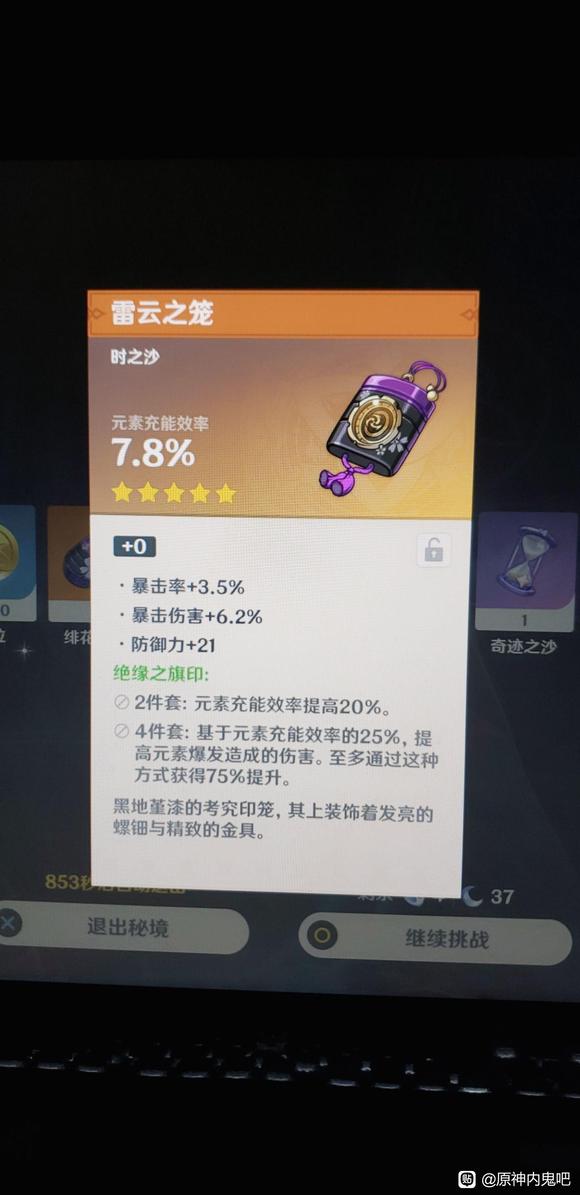 雷云之笼
时之沙
元素充能效率
7.8%
+0
·暴击率+3.5%
·暴击伤害+6.2%
·防御力+21
绝缘之旗印:
2件套: 元素充能效率提高20%。
4件套: 基于元素充能效率的25%, 提
高元素爆发造成的伤害。至多通过这种
方式获得75%提升。
黑地堇漆的考究印笼, 其上装饰着发亮的
螺钿与精致的金具。
0
绯花
1
奇迹之沙
853秒
37
退出秘境
继续挑战
贴 @原神内鬼吧